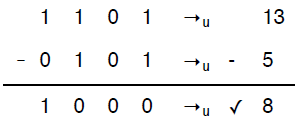 1 1 0 1 →u 13
- 0 1 0 1 →u - 5
1 0 0 0 →u ✓ 8